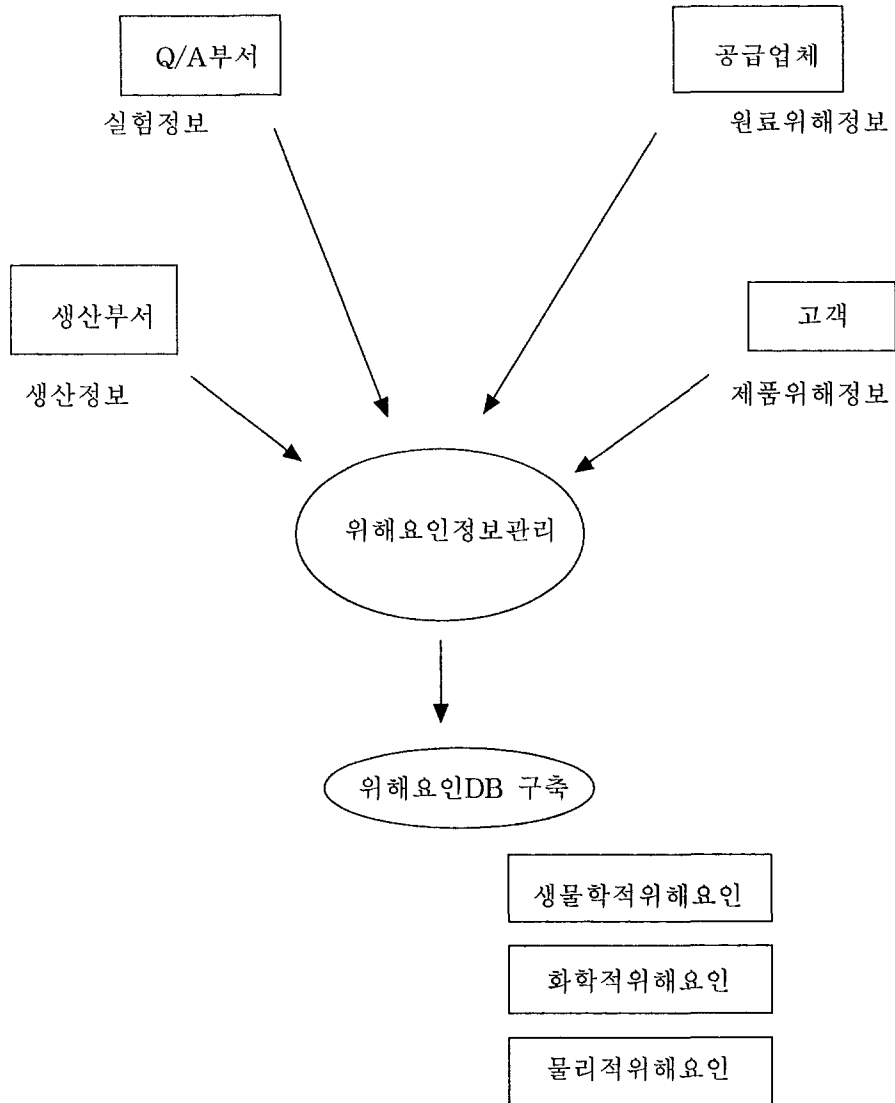 Q/A부서
공급업체
실험정보
원료위해정보
생산부서
고객
생산정보
제품위해정보
위해요인정보관리
위해요인DB 구축
생물학적위해요인
화학적위해요인
물리적위해요인